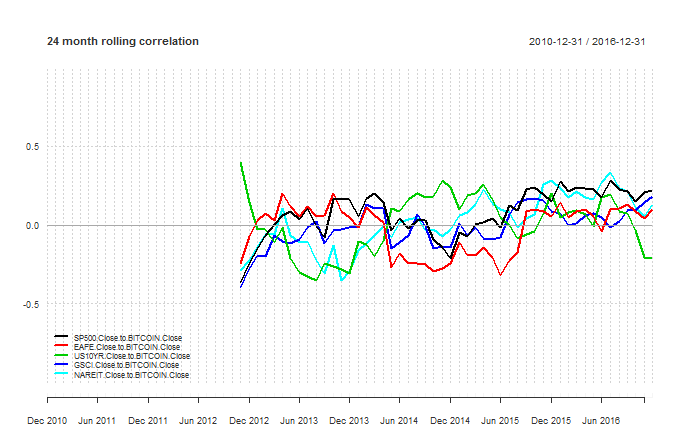 24 month rolling correlation 2010-12-31 / 2016-12-31
0.5
0.0
-0.5
SP500.Close.to.BITCOIN.Close
EAFE.Close.to.BITCOIN.Close
US10YR.Close.to.BITCOIN.Close
GSCI.Close.to.BITCOIN.Close
NAREIT.Close.to.BITCOIN.Close
Dec 2010 Jun 2011 Dec 2011 Jun 2012 Dec 2012 Jun 2013 Dec 2013 Jun 2014 Dec 2014 Jun 2015 Dec 2015 Jun 2016